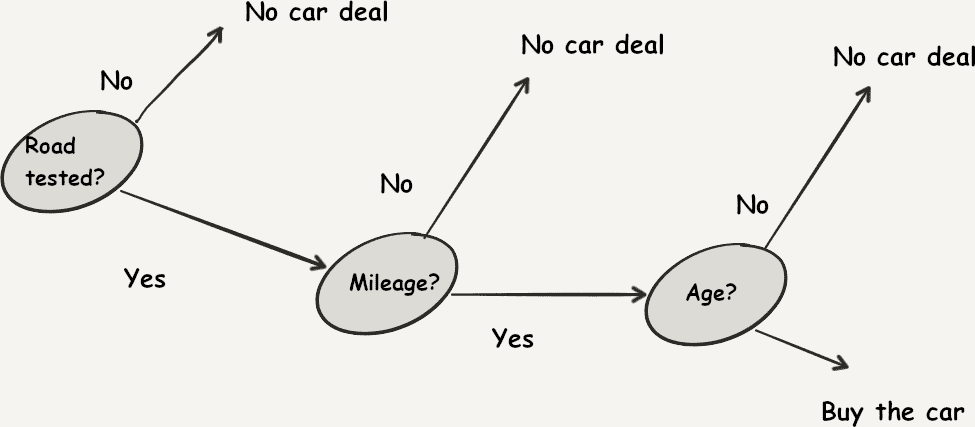 No car deal
No
Road
tested?
Yes
No car deal
No
Mileage?
Yes
No car deal
No
Age?
Buy the car